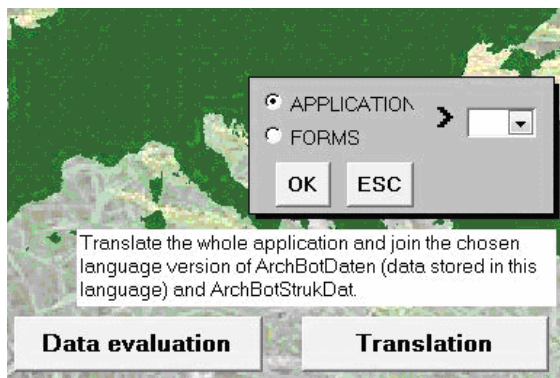 APPLICATION
FORMS
OK ESC
Translate the whole application and join the chosen
language version of ArchBotDaten (data stored in this
language) and ArchBotStrukDat.
Data evaluation Translation